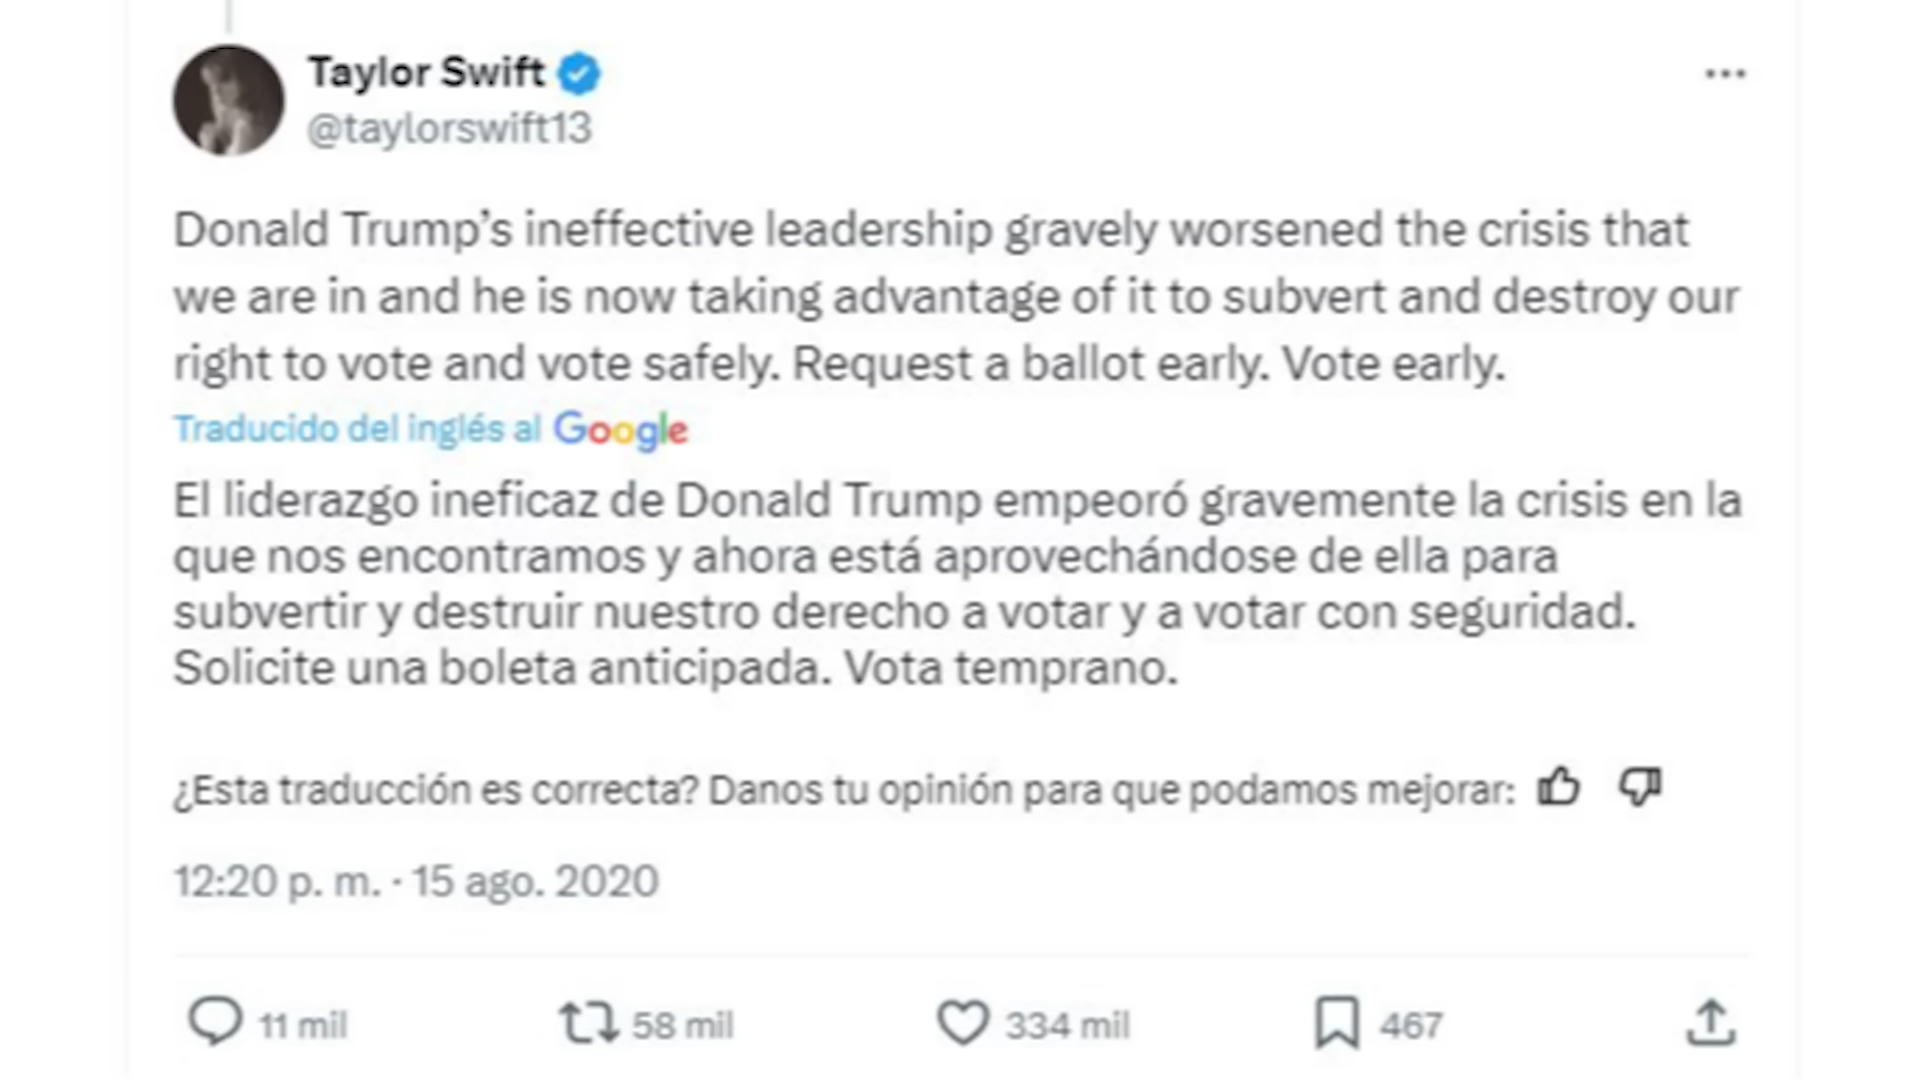 Taylor Swift
@taylorswift13
Donald Trump’s ineffective leadership gravely worsened the crisis that
we are in and he is now taking advantage of it to subvert and destroy our
right to vote and vote safely. Request a ballot early. Vote early.
Traducido del inglés al Google
El liderazgo ineficaz de Donald Trump empeoró gravemente la crisis en la
que nos encontramos y ahora está aprovechándose de ella para
subvertir y destruir nuestro derecho a votar y a votar con seguridad.
Solicite una boleta anticipada. Vota temprano.
¿Esta traducción es correcta? Danos tu opinión para que podamos mejorar:
12:20 p. m. · 15 ago. 2020
11 mil 58 mil 334 mil 467